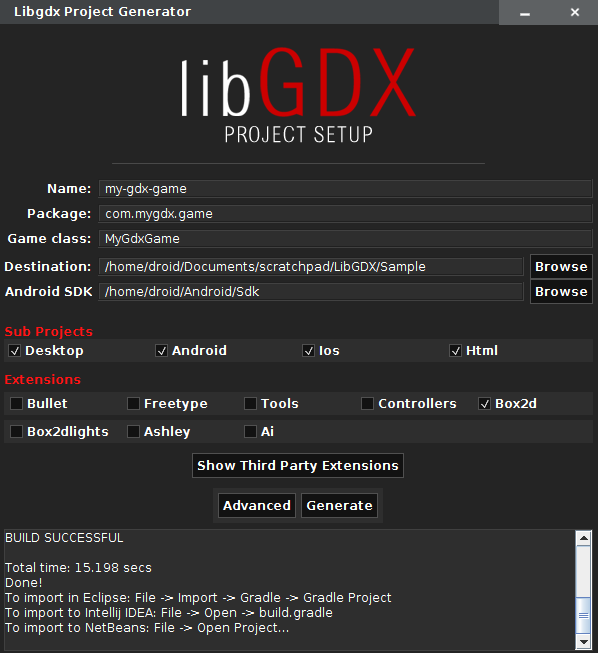 Libgdx Project Generator
libGDX
PROJECT SETUP
Name: my-gdx-game
Package: com.mygdx.game
Game class: MyGdxGame
Destination: /home/droid/Documents/scratchpad/LibGDX/Sample Browse
Android SDK /home/droid/Android/Sdk Browse
Sub Projects
Desktop Android Ios Html
Extensions
Bullet Freetype Tools Controllers Box2d
Box2dlights Ashley Ai
Show Third Party Extensions
Advanced Generate
BUILD SUCCESSFUL
Total time: 15.198 secs
Done!
To import in Eclipse: File -> Import -> Gradle -> Gradle Project
To import to Intellij IDEA: File -> Open -> build.gradle
To import to NetBeans: File -> Open Project...